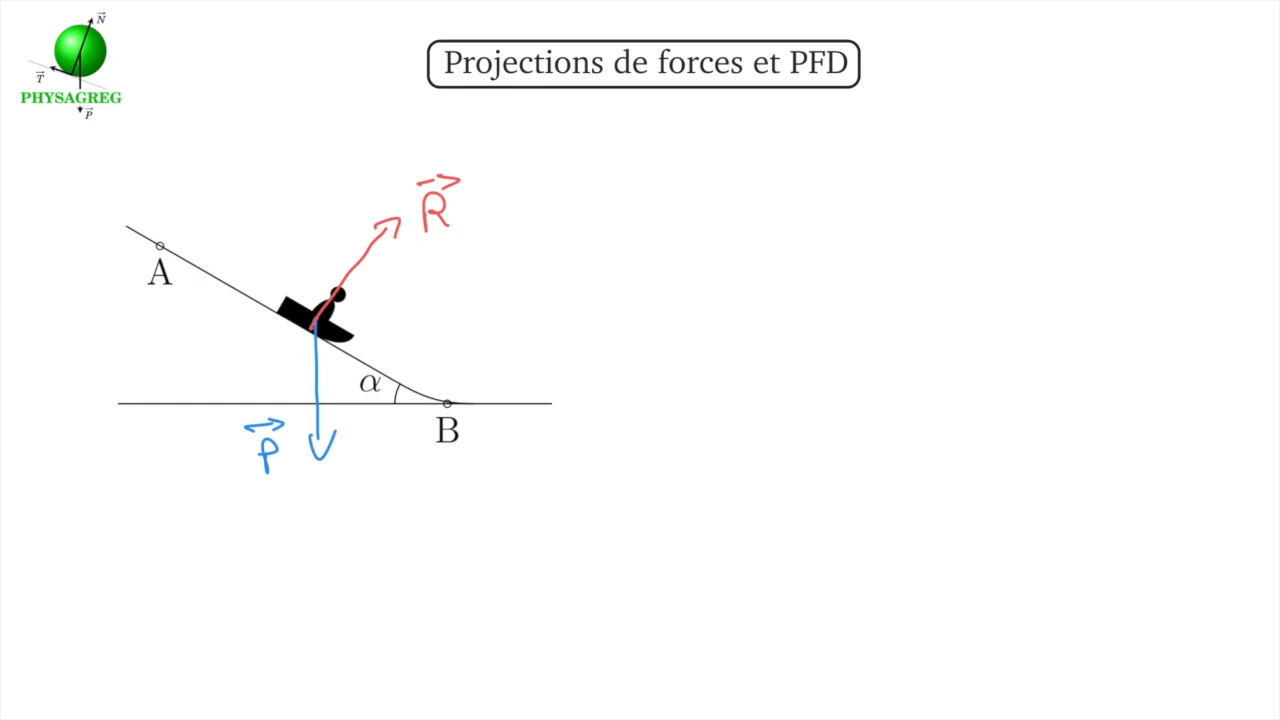 N
T
PHYSAGREG
P
Projections de forces et PFD
R
A
α
P
B